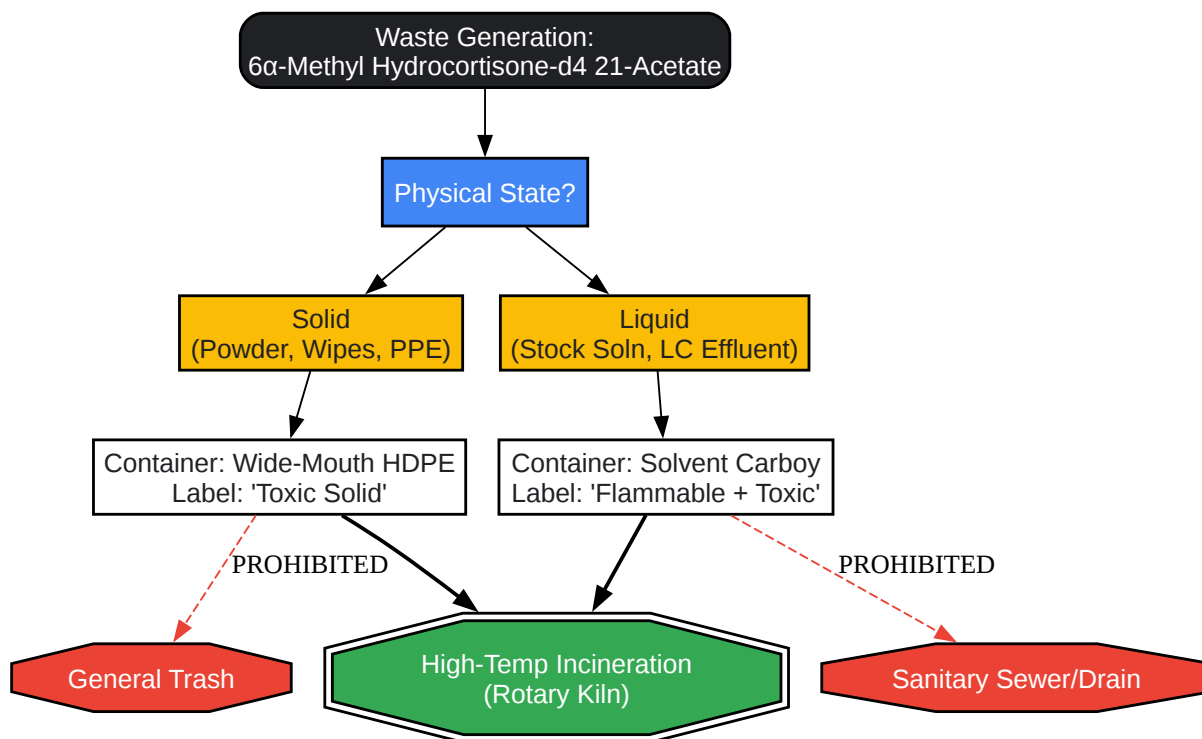 Waste Generation:
6α-Methyl Hydrocortisone-d4 21-Acetate
Physical State?
Solid
(Powder, Wipes, PPE)
Liquid
(Stock Soln, LC Effluent)
Container: Wide-Mouth HDPE
Label: 'Toxic Solid'
Container: Solvent Carboy
Label: 'Flammable + Toxic'
PROHIBITED
PROHIBITED
General Trash
High-Temp Incineration
(Rotary Kiln)
Sanitary Sewer/Drain